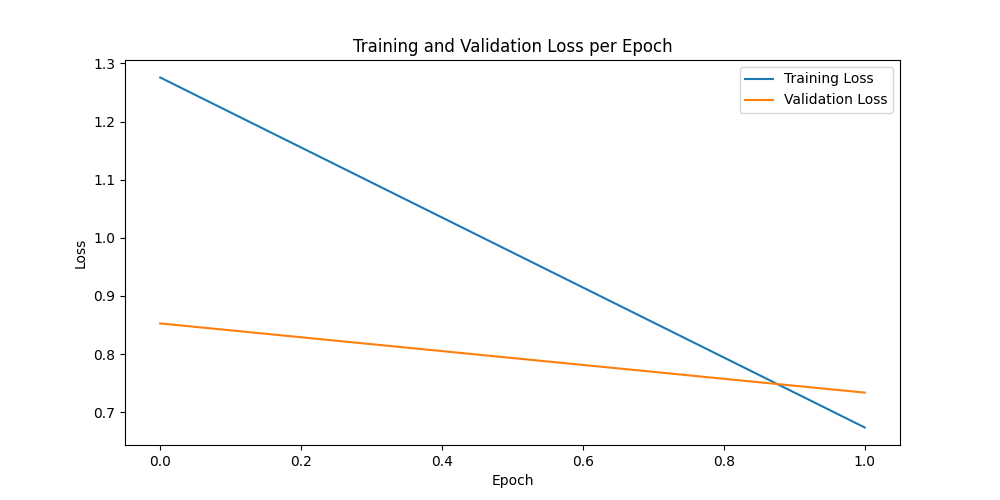 Training and Validation Loss per Epoch
Training Loss
Validation Loss
1.3
1.2
1.1
1.0
0.9
0.8
0.7
Loss
0.0 0.2 0.4 0.6 0.8 1.0
Epoch